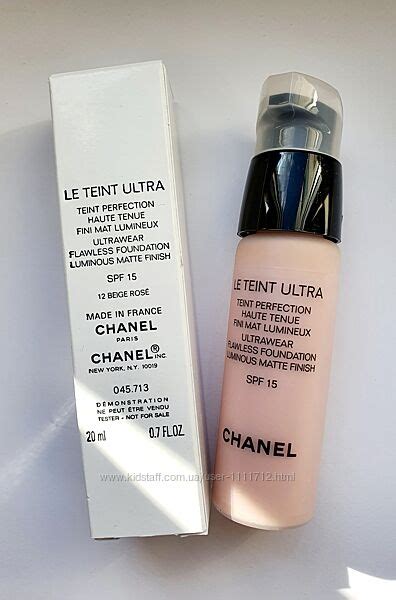 LE TEINT ULTRA
TEINT PERFECTION
HAUTE TENUE
FINI MAT LUMINEUX
ULTRAWEAR
FLAWLESS FOUNDATION
LUMINOUS MATTE FINISH
SPF 15
12 BEIGE ROSÉ
MADE IN FRANCE
CHANEL
PARIS
CHANEL® INC.
NEW YORK, N.Y. 10019
045.713
DÉMONSTRATION
NE PEUT ÊTRE VENDU
TESTER - NOT FOR SALE
20 ml 0.7 FL.OZ.
LE TEINT ULTRA
TEINT PERFECTION
HAUTE TENUE
FINI MAT LUMINEUX
ULTRAWEAR
FLAWLESS FOUNDATION
LUMINOUS MATTE FINISH
SPF 15
CHANEL
www.kidstaff.com.ua/user-1111712.html